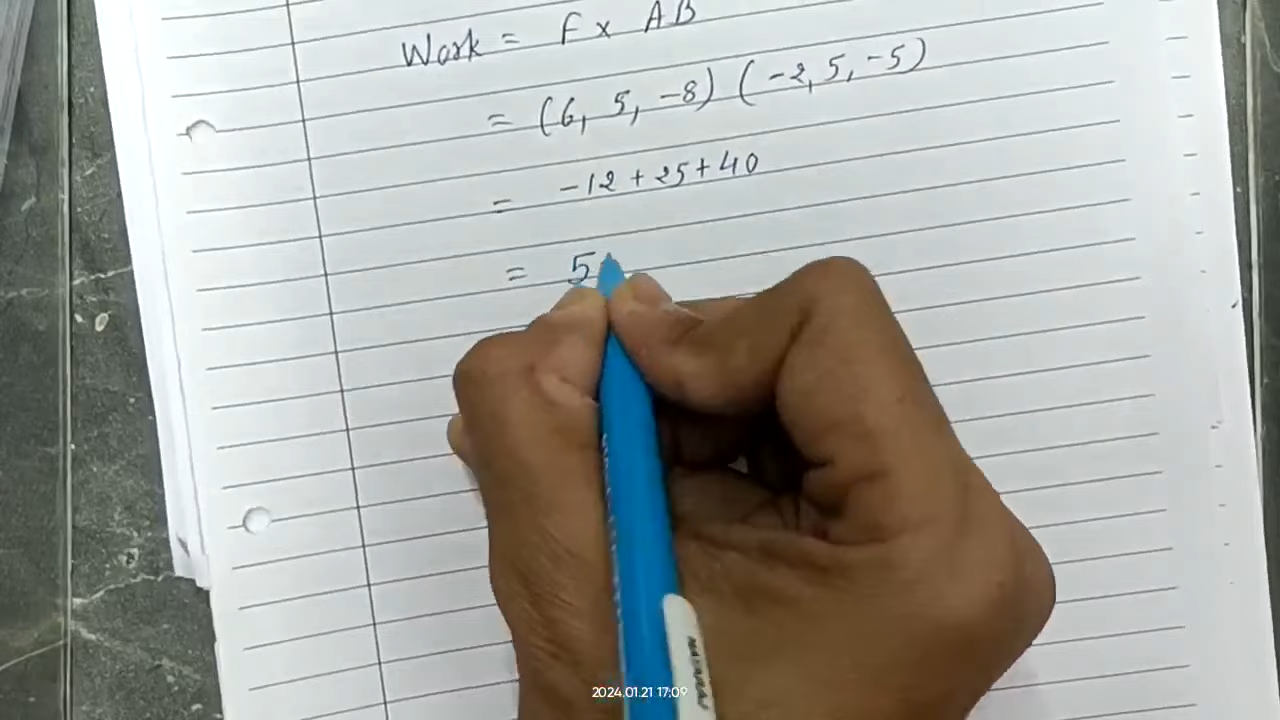 Work = F × AB
= (6, 5, -8) (-2, 5, -5)
= -12 + 25 + 40
= 5
2024.01.21 17:09